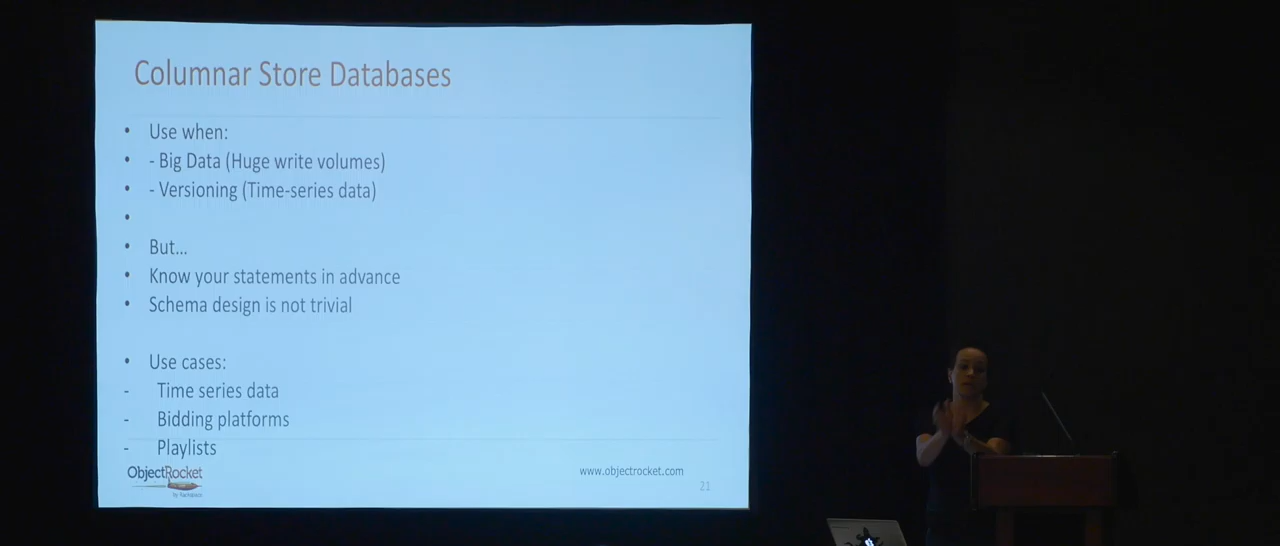 Columnar Store Databases
• Use when:
• - Big Data (Huge write volumes)
• - Versioning (Time-series data)
•
• But...
• Know your statements in advance
• Schema design is not trivial
• Use cases:
- Time series data
- Bidding platforms
- Playlists
ObjectRocket
by Rackspace
www.objectrocket.com
21